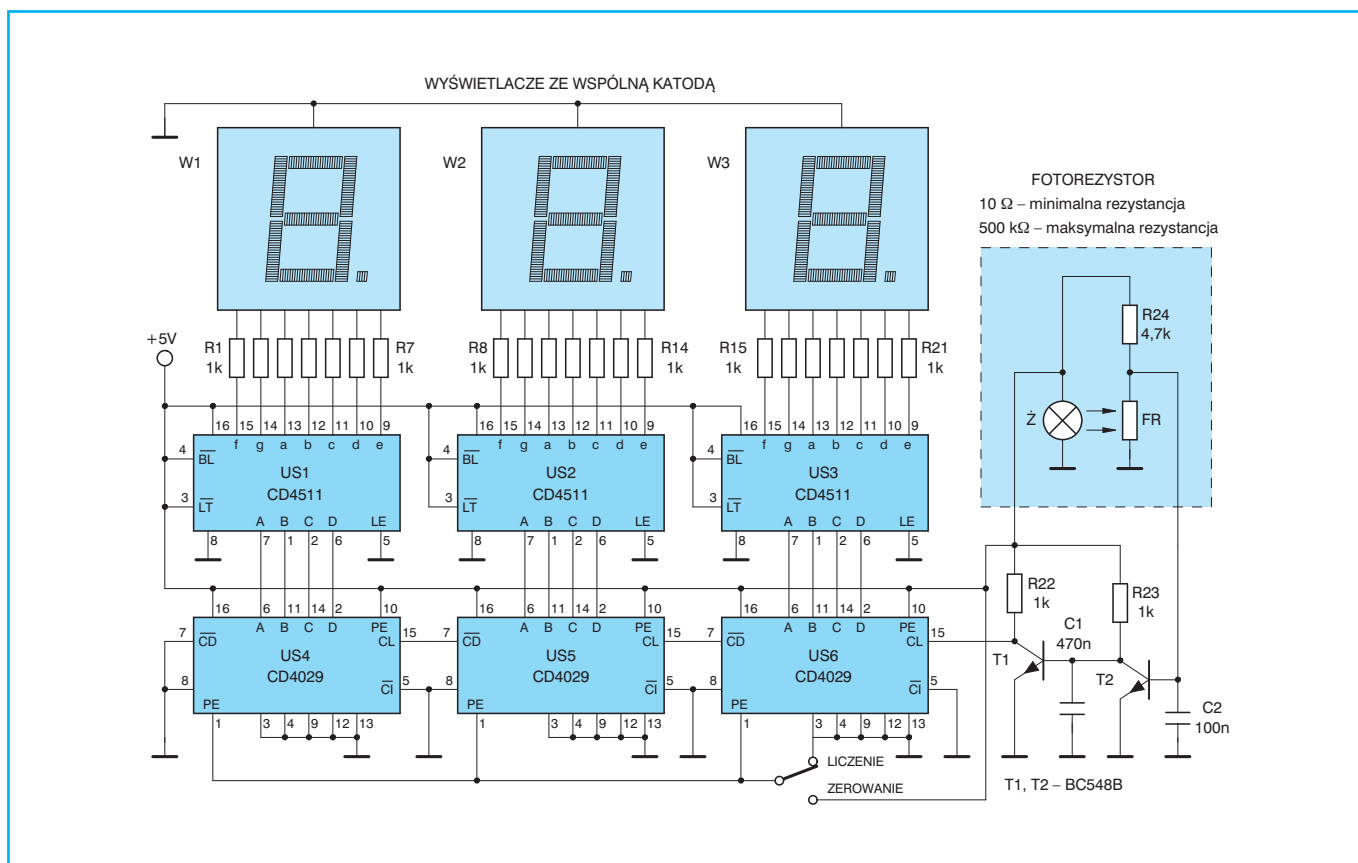 WYŚWIETLACZE ZE WSPÓLNĄ KATODĄ
W1
W2
W3
FOTOREZYSTOR
10 Ω – minimalna rezystancja
500 kΩ – maksymalna rezystancja
+5V
R1
1k
R7
1k
R8
1k
R14
1k
R15
1k
R21
1k
R24
4,7k
Ż
FR
16 15 14 13 12 11 10 9
f g a b c d e
4 BL
US1
CD4511
3 LT
A B C D LE
8 7 1 2 6 5
16 15 14 13 12 11 10 9
f g a b c d e
4 BL
US2
CD4511
3 LT
A B C D LE
8 7 1 2 6 5
16 15 14 13 12 11 10 9
f g a b c d e
4 BL
US3
CD4511
3 LT
A B C D LE
8 7 1 2 6 5
16 6 11 14 2 10
A B C D PE
7 CD
CL 15
US4
CD4029
8
CI 5
PE
1 3 4 9 12 13
16 6 11 14 2 10
A B C D PE
7 CD
CL 15
US5
CD4029
8
CI 5
PE
1 3 4 9 12 13
16 6 11 14 2 10
A B C D PE
7 CD
CL 15
US6
CD4029
8
CI 5
PE
1 3 4 9 12 13
R22
1k
R23
1k
C1
470n
T1
T2
C2
100n
LICZENIE
ZEROWANIE
T1, T2 – BC548B